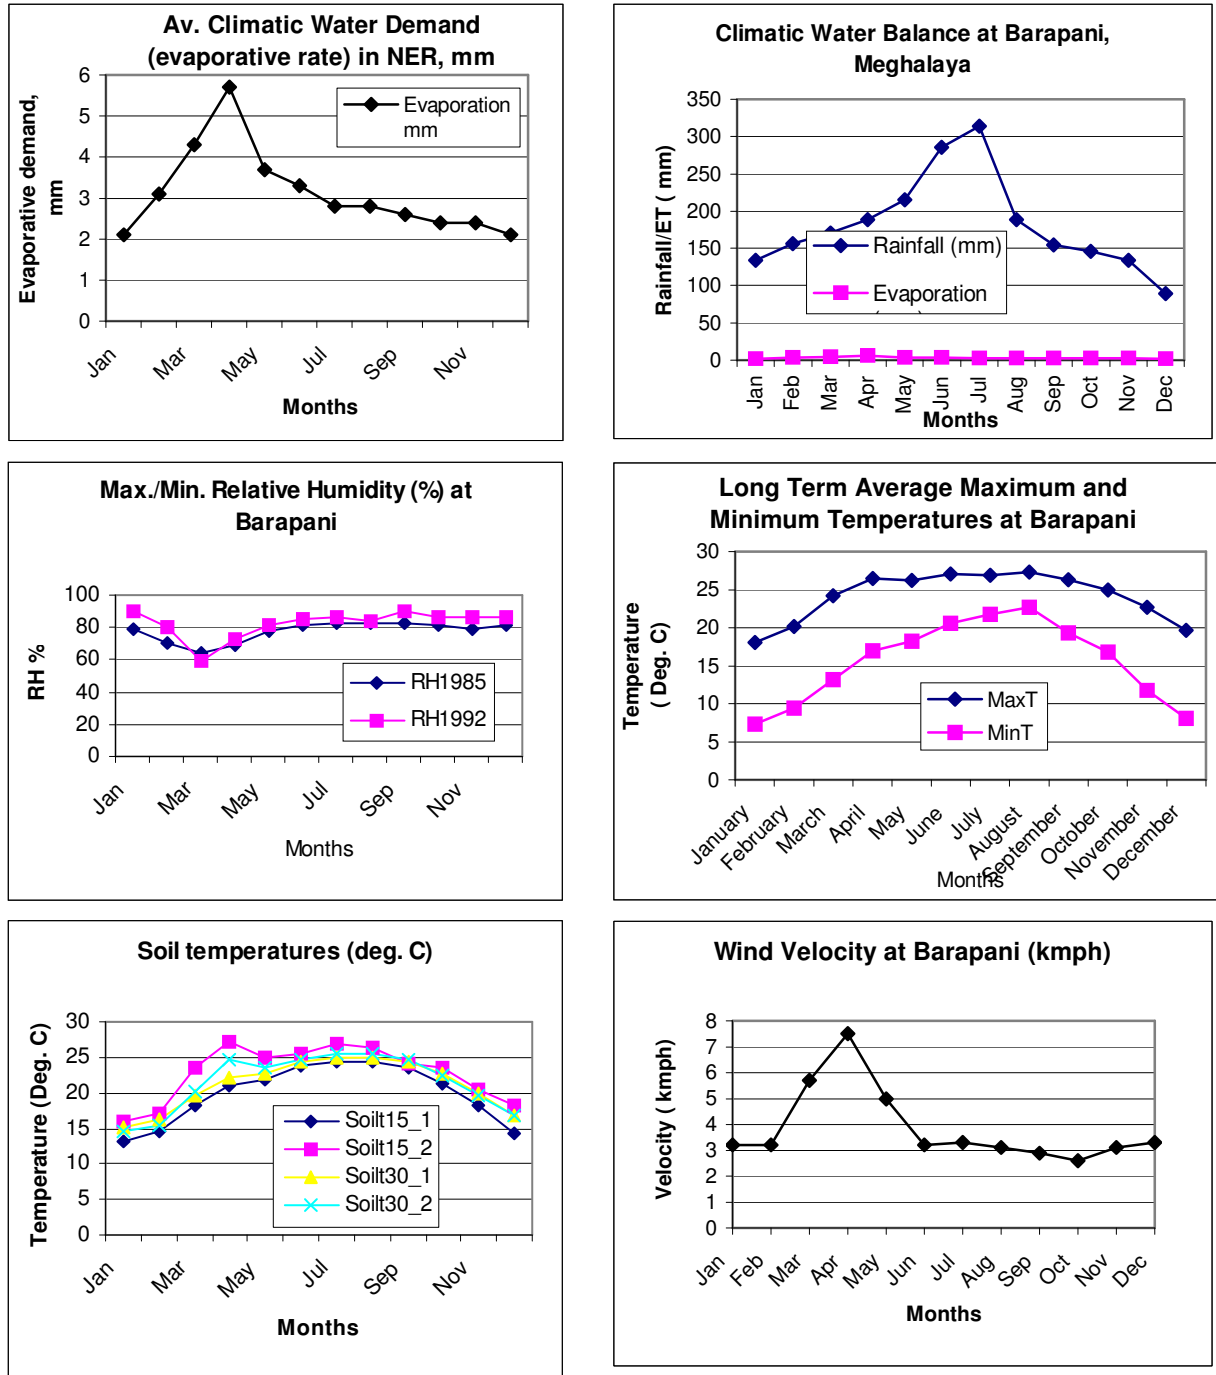 Av. Climatic Water Demand
(evaporative rate) in NER, mm
Evaporative demand,
mm
6
5
4
3
2
1
0
Evaporation
mm
Jan
Mar
May
Jul
Sep
Nov
Months
Climatic Water Balance at Barapani,
Meghalaya
Rainfall/ET ( mm)
350
300
250
200
150
100
50
0
Rainfall (mm)
Evaporation
Jan
Feb
Mar
Apr
May
Jun
Jul
Aug
Sep
Oct
Nov
Dec
Months
Max./Min. Relative Humidity (%) at
Barapani
RH %
100
80
60
40
20
0
RH1985
RH1992
Jan
Mar
May
Jul
Sep
Nov
Months
Long Term Average Maximum and
Minimum Temperatures at Barapani
Temperature
( Deg. C)
30
25
20
15
10
5
0
MaxT
MinT
January
February
March
April
May
June
July
August
September
October
November
December
Months
Soil temperatures (deg. C)
Temperature (Deg. C)
30
25
20
15
10
5
0
Soilt15_1
Soilt15_2
Soilt30_1
Soilt30_2
Jan
Mar
May
Jul
Sep
Nov
Months
Wind Velocity at Barapani (kmph)
Velocity ( kmph)
8
7
6
5
4
3
2
1
0
Jan
Feb
Mar
Apr
May
Jun
Jul
Aug
Sep
Oct
Nov
Dec
Months